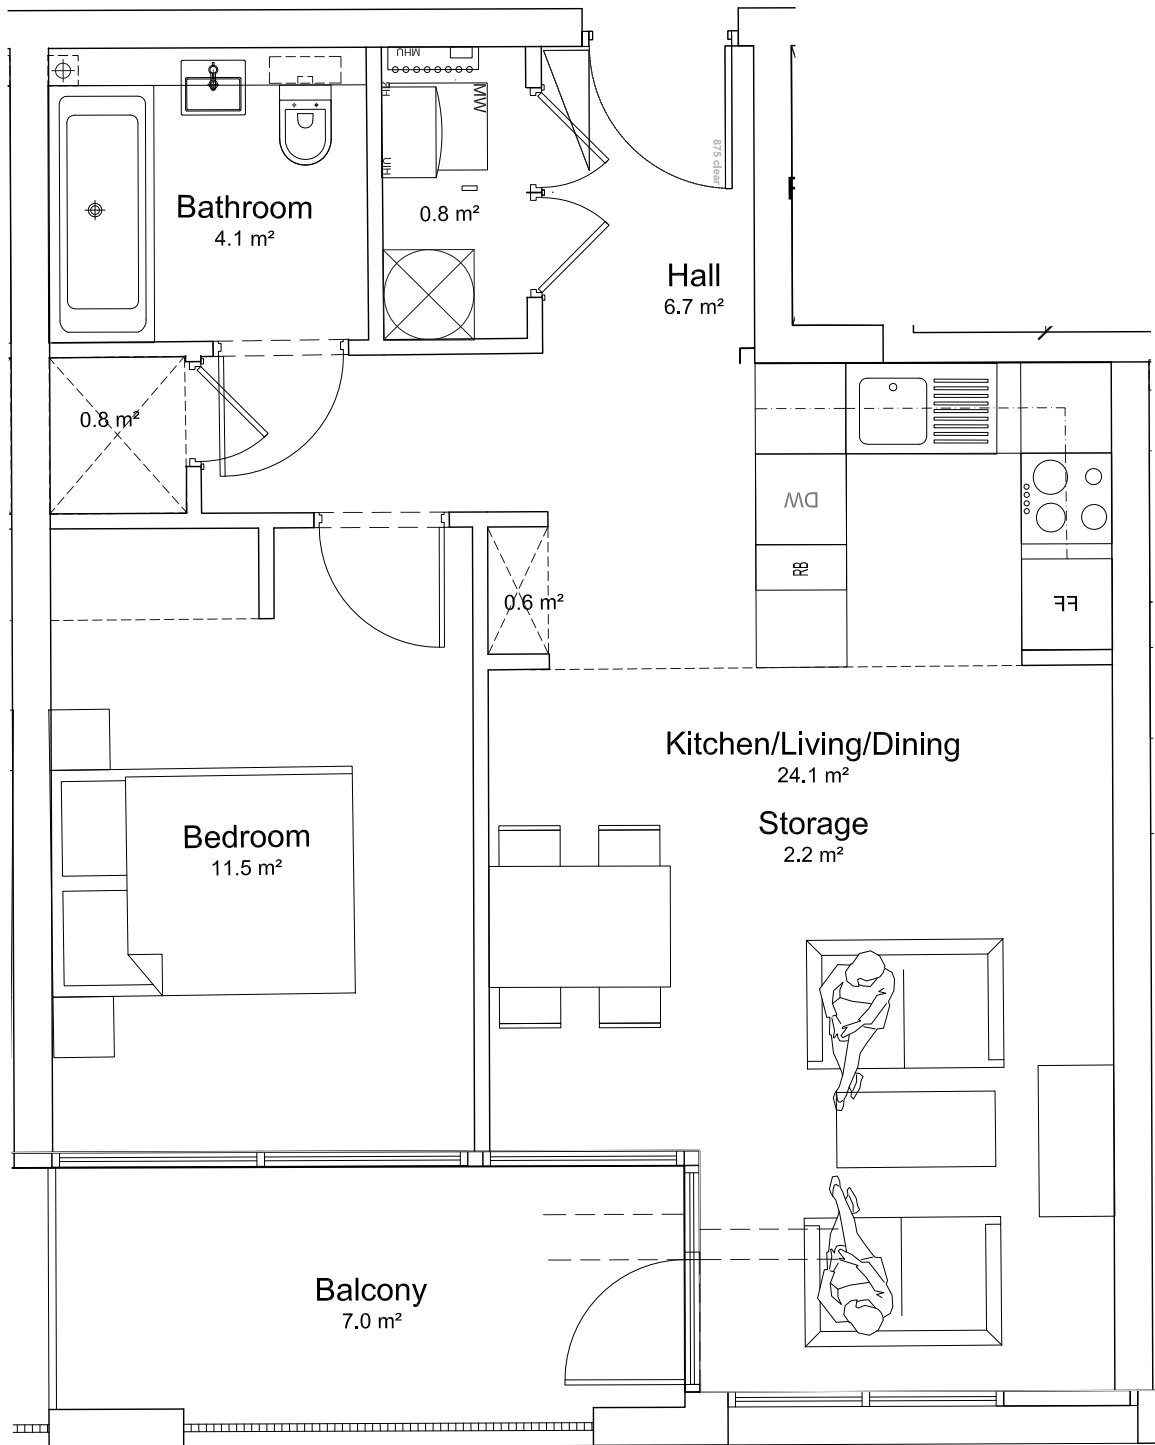 MHU
MW
UH
875 clear
Bathroom
4.1 m²
0.8 m²
Hall
6.7 m²
0.8 m²
DW
RB
FF
0.6 m²
Kitchen/Living/Dining
24.1 m²
Storage
2.2 m²
Bedroom
11.5 m²
Balcony
7.0 m²